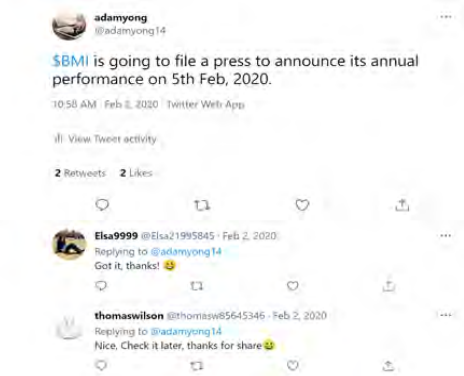 adamyong
@adamyong14
$BMI is going to file a press to announce its annual
performance on 5th Feb, 2020.
10:58 AM · Feb 2, 2020 · Twitter Web App
View Tweet activity
2 Retweets 2 Likes
Elsa9999 @Elsa21995845 · Feb 2, 2020
Replying to @adamyong14
Got it, thanks! 😀
thomaswilson @thomasw85645346 · Feb 2, 2020
Replying to @adamyong14
Nice, Check it later, thanks for share😀